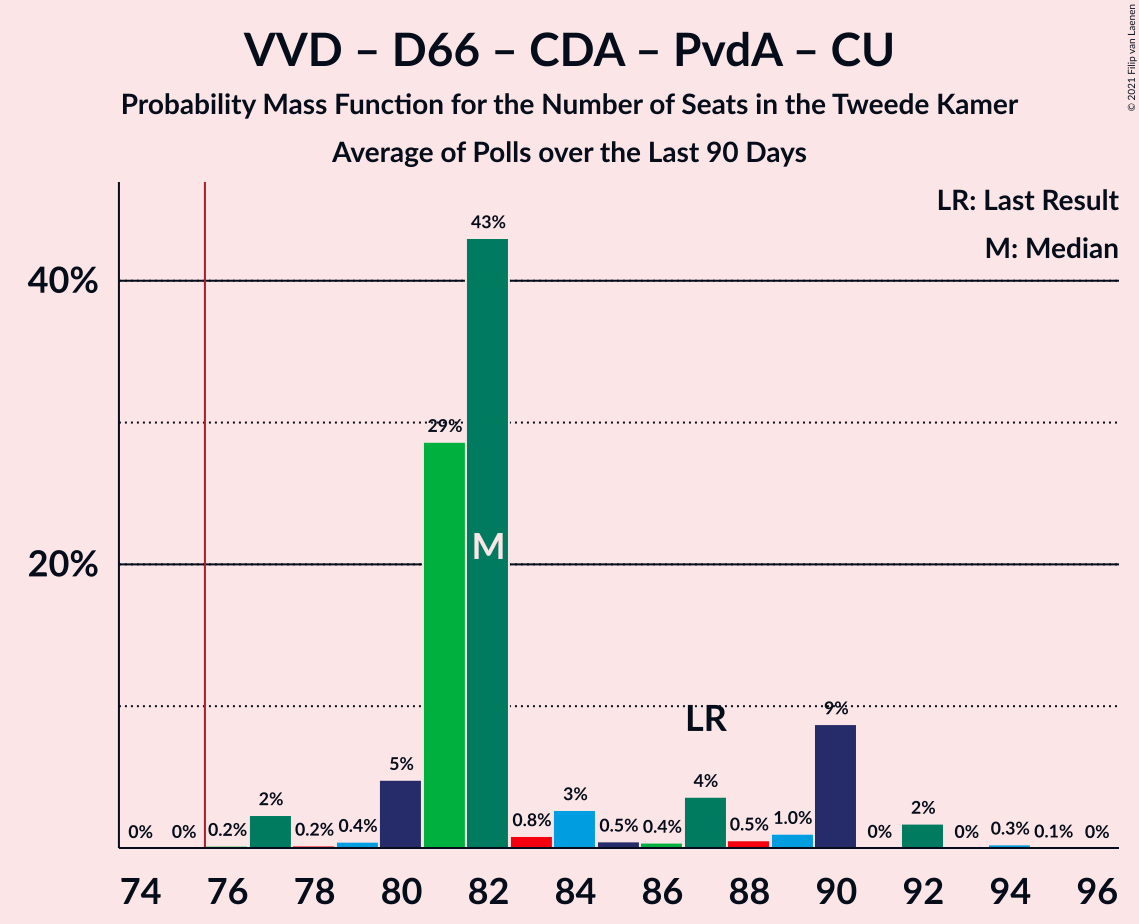 VVD – D66 – CDA – PvdA – CU
Probability Mass Function for the Number of Seats in the Tweede Kamer
Average of Polls over the Last 90 Days
© 2021 Filip van Laenen
LR: Last Result
M: Median
43%
40%
29%
M
20%
LR
9%
5%
4%
3%
2%
2%
0% 0% 0.2% 0.2% 0.4% 0.8% 0.5% 0.4% 0.5% 1.0% 0% 0% 0.3% 0.1% 0%
74 76 78 80 82 84 86 88 90 92 94 96